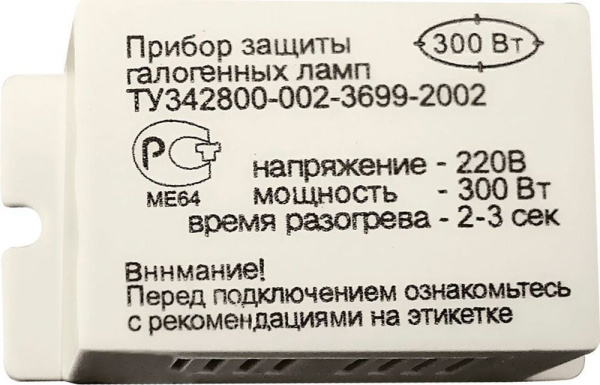 Прибор защиты
300 Вт
галогенных ламп
ТУ342800-002-3699-2002
РСТ
МЕ64
напряжение - 220В
мощность - 300 Вт
время разогрева - 2-3 сек
Вннмание!
Перед подключением ознакомьтесь
с рекомендациями на этикетке